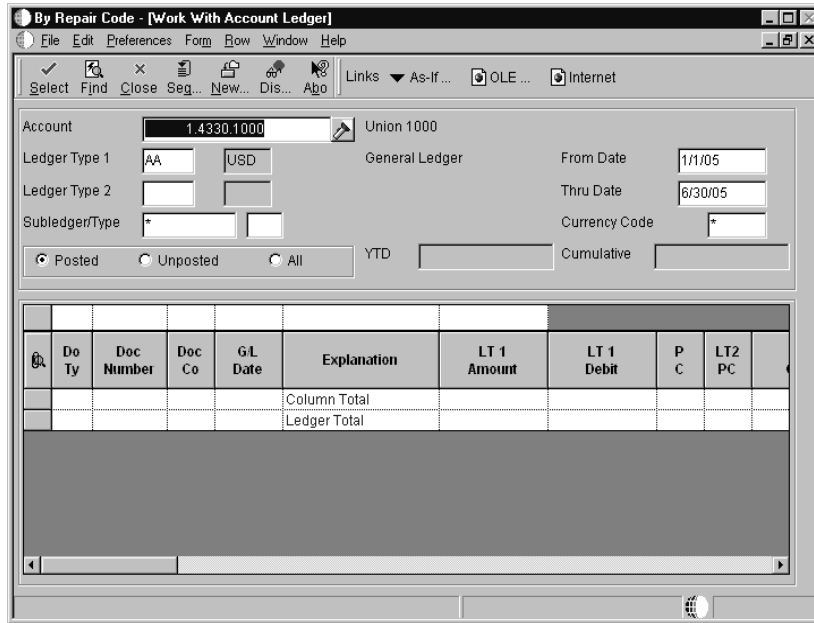 By Repair Code - [Work With Account Ledger]
File Edit Preferences Form Row Window Help
Select Find Close Seq... New... Dis... Abo Links As-If ... OLE ... Internet
Account 1.4330.1000 Union 1000
Ledger Type 1 AA USD General Ledger From Date 1/1/05
Ledger Type 2 Thru Date 6/30/05
Subledger/Type * Currency Code *
Posted Unposted All YTD Cumulative
Do Ty Doc Number Doc Co G/L Date Explanation LT 1 Amount LT 1 Debit P C LT2 PC
Column Total
Ledger Total